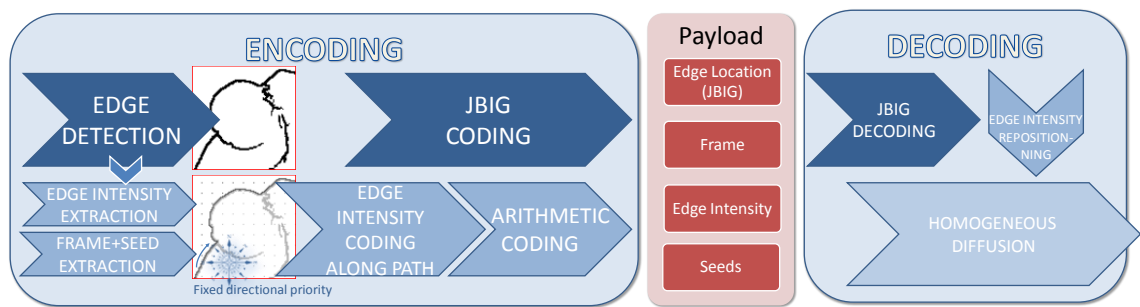 ENCODING
EDGE
DETECTION
JBIG
CODING
EDGE INTENSITY
EXTRACTION
FRAME+SEED
EXTRACTION
Fixed directional priority
EDGE
INTENSITY
CODING
ALONG PATH
ARITHMETIC
CODING
Payload
Edge Location
(JBIG)
Frame
Edge Intensity
Seeds
DECODING
JBIG
DECODING
EDGE INTENSITY
REPOSITION-
NING
HOMOGENEOUS
DIFFUSION